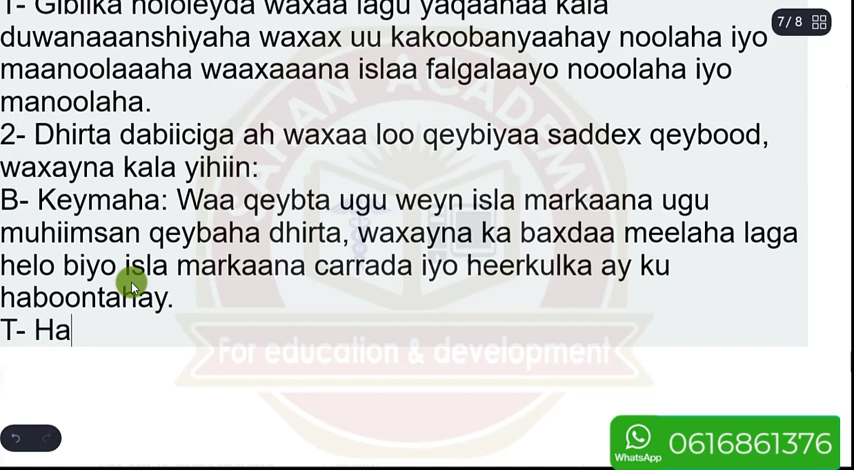 1- Gibilka nololeyda waxaa lagu yaqaanaa kala
7/8
duwanaaanshiyaha waxax uu kakoobanyaahay noolaha iyo
maanoolaaaha waaxaaana islaa falgalaayo nooolaha iyo
manoolaha.
2- Dhirta dabiiciga ah waxaa loo qeybiyaa saddex qeybood,
waxayna kala yihiin:
B- Keymaha: Waa qeybta ugu weyn isla markaana ugu
muhiimsan qeybaha dhirta, waxayna ka baxdaa meelaha laga
helo biyo isla markaana carrada iyo heerkulka ay ku
haboontahay.
T- Ha
For education & development
WhatsApp 0616861376